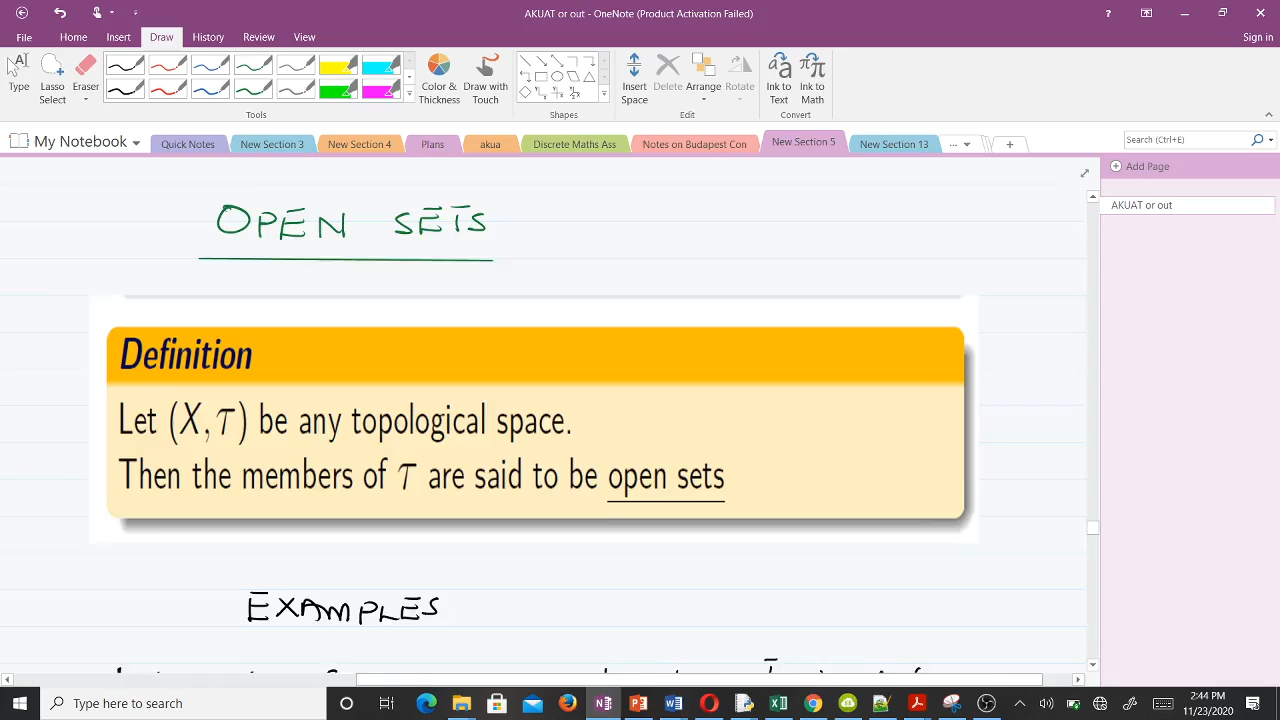 AKUAT or out - OneNote (Product Activation Failed)
File Home Insert Draw History Review View
Sign in
Type
Lasso Select
Eraser
Color & Thickness
Draw with Touch
Insert Space
Delete
Arrange
Rotate
Ink to Text
Ink to Math
Tools
Shapes
Edit
Convert
My Notebook
Quick Notes
New Section 3
New Section 4
Plans
akua
Discrete Maths Ass
Notes on Budapest Con
New Section 5
New Section 13
Search (Ctrl+E)
Add Page
AKUAT or out
OPEN SETS
Definition
Let (X, τ) be any topological space.
Then the members of τ are said to be open sets
EXAMPLES
Type here to search
2:44 PM
11/23/2020